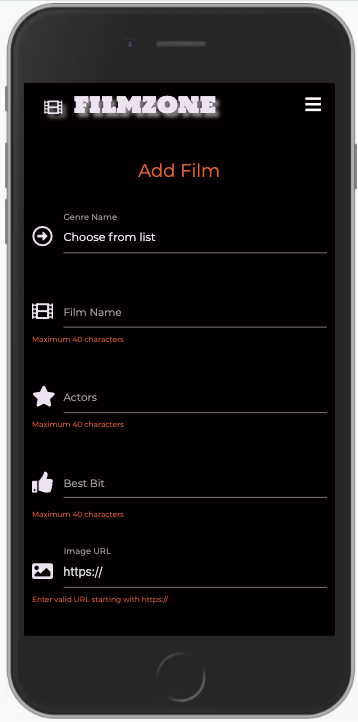 FILMZONE
Add Film
Genre Name
Choose from list
Film Name
Maximum 40 characters
Actors
Maximum 40 characters
Best Bit
Maximum 40 characters
Image URL
https://
Enter valid URL starting with https://